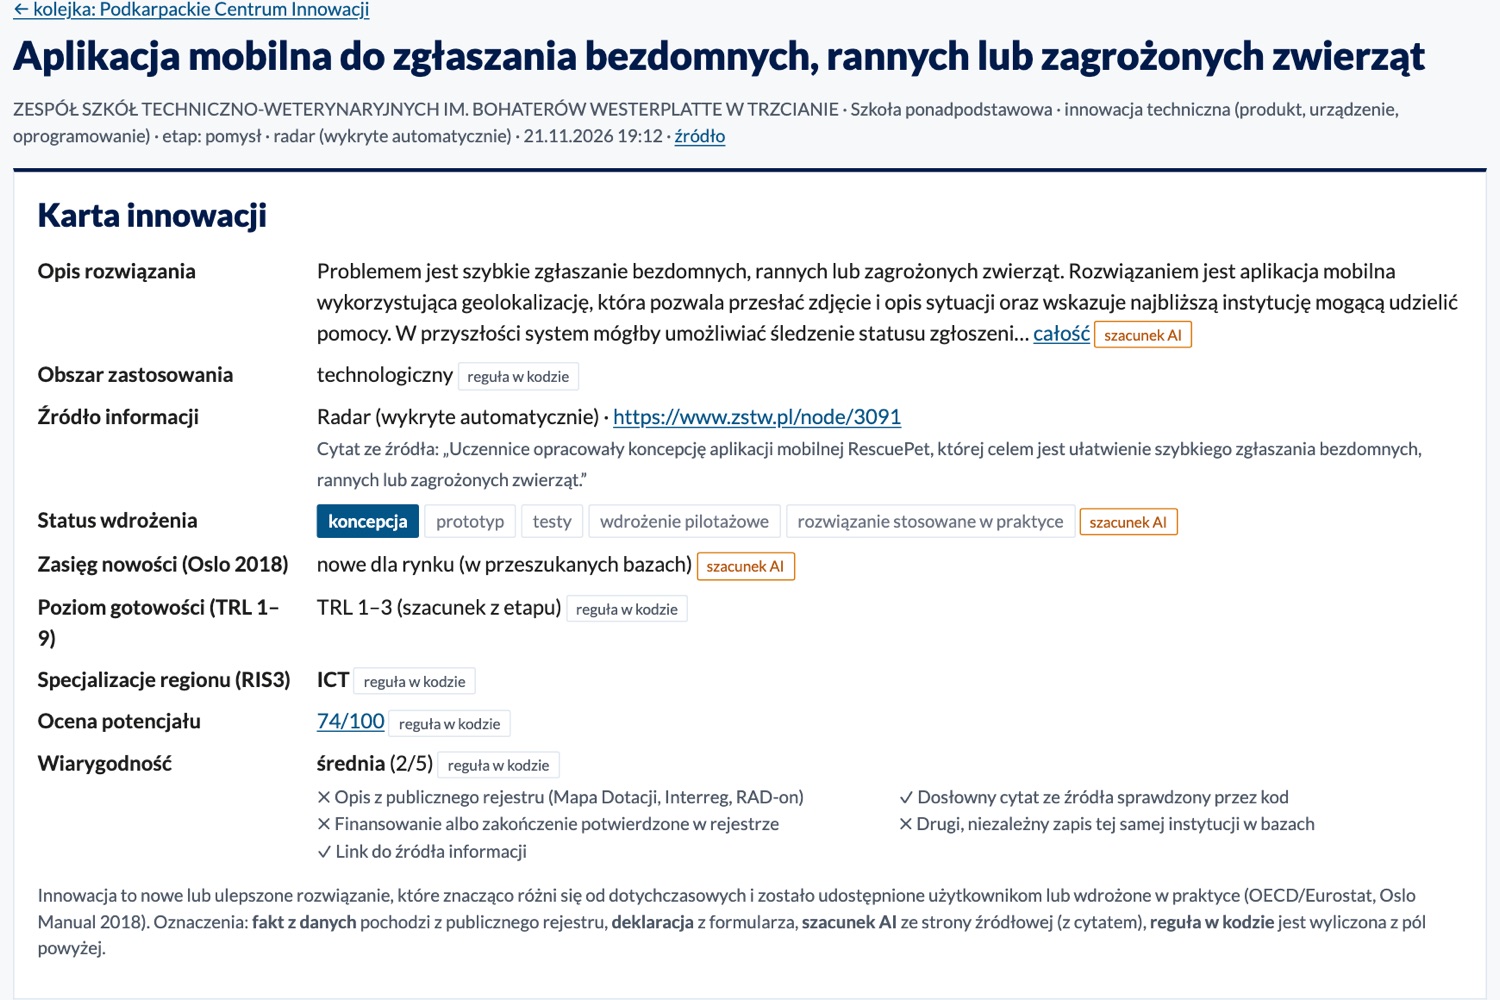 ← kolejka: Podkarpackie Centrum Innowacji
Aplikacja mobilna do zgłaszania bezdomnych, rannych lub zagrożonych zwierząt
ZESPÓŁ SZKÓŁ TECHNICZNO-WETERYNARYJNYCH IM. BOHATERÓW WESTERPLATTE W TRZCIANIE · Szkoła ponadpodstawowa · innowacja techniczna (produkt, urządzenie,
oprogramowanie) · etap: pomysł · radar (wykryte automatycznie) · 21.11.2026 19:12 · źródło
Karta innowacji
Opis rozwiązania
Problemem jest szybkie zgłaszanie bezdomnych, rannych lub zagrożonych zwierząt. Rozwiązaniem jest aplikacja mobilna
wykorzystująca geolokalizację, która pozwala przesłać zdjęcie i opis sytuacji oraz wskazuje najbliższą instytucję mogącą udzielić
pomocy. W przyszłości system mógłby umożliwiać śledzenie statusu zgłoszeni... całość szacunek AI
Obszar zastosowania technologiczny reguła w kodzie
Źródło informacji Radar (wykryte automatycznie) · https://www.zstw.pl/node/3091
Cytat ze źródła: „Uczennice opracowały koncepcję aplikacji mobilnej RescuePet, której celem jest ułatwienie szybkiego zgłaszania bezdomnych,
rannych lub zagrożonych zwierząt.”
Status wdrożenia koncepcja prototyp testy wdrożenie pilotażowe rozwiązanie stosowane w praktyce szacunek AI
Zasięg nowości (Oslo 2018) nowe dla rynku (w przeszukanych bazach) szacunek AI
Poziom gotowości (TRL 1–
9)
TRL 1–3 (szacunek z etapu) reguła w kodzie
Specjalizacje regionu (RIS3) ICT reguła w kodzie
Ocena potencjału 74/100 reguła w kodzie
Wiarygodność średnia (2/5) reguła w kodzie
✕ Opis z publicznego rejestru (Mapa Dotacji, Interreg, RAD-on) ✓ Dosłowny cytat ze źródła sprawdzony przez kod
✕ Finansowanie albo zakończenie potwierdzone w rejestrze ✕ Drugi, niezależny zapis tej samej instytucji w bazach
✓ Link do źródła informacji
Innowacja to nowe lub ulepszone rozwiązanie, które znacząco różni się od dotychczasowych i zostało udostępnione użytkownikom lub wdrożone w praktyce (OECD/Eurostat, Oslo
Manual 2018). Oznaczenia: fakt z danych pochodzi z publicznego rejestru, deklaracja z formularza, szacunek AI ze strony źródłowej (z cytatem), reguła w kodzie jest wyliczona z pól
powyżej.